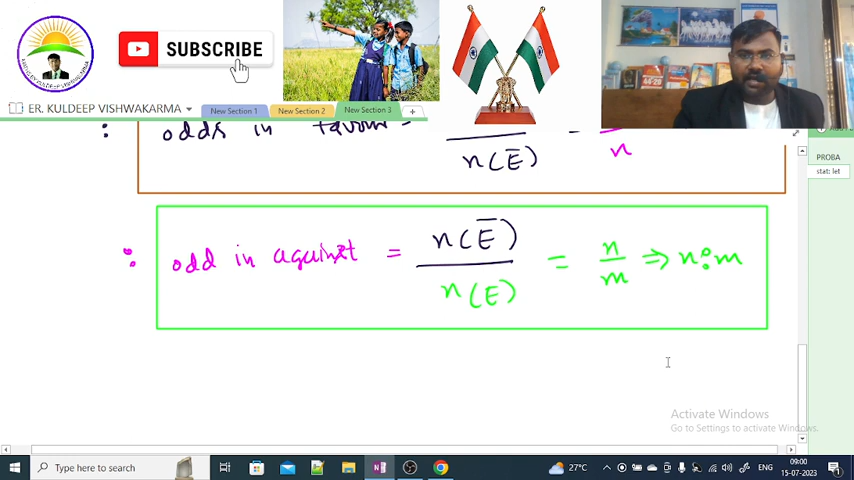 SUBSCRIBE
ER. KULDEEP VISHWAKARMA
New Section 1 New Section 2 New Section 3 +
PROBA
stat: let
: odds in favour = / n(Ē) = / n
: odd in against = n(Ē) / n(E) = n/m ⇒ n:m
Activate Windows
Go to Settings to activate Windows.
Type here to search
27°C
ENG
09:00
15-07-2023